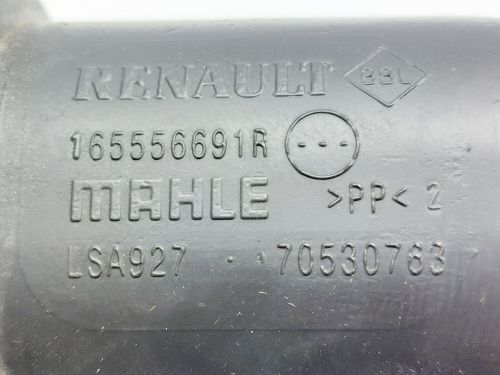 RENAULT BBL
165556691R
MAHLE >PP< 2
LSA927 · 70530763